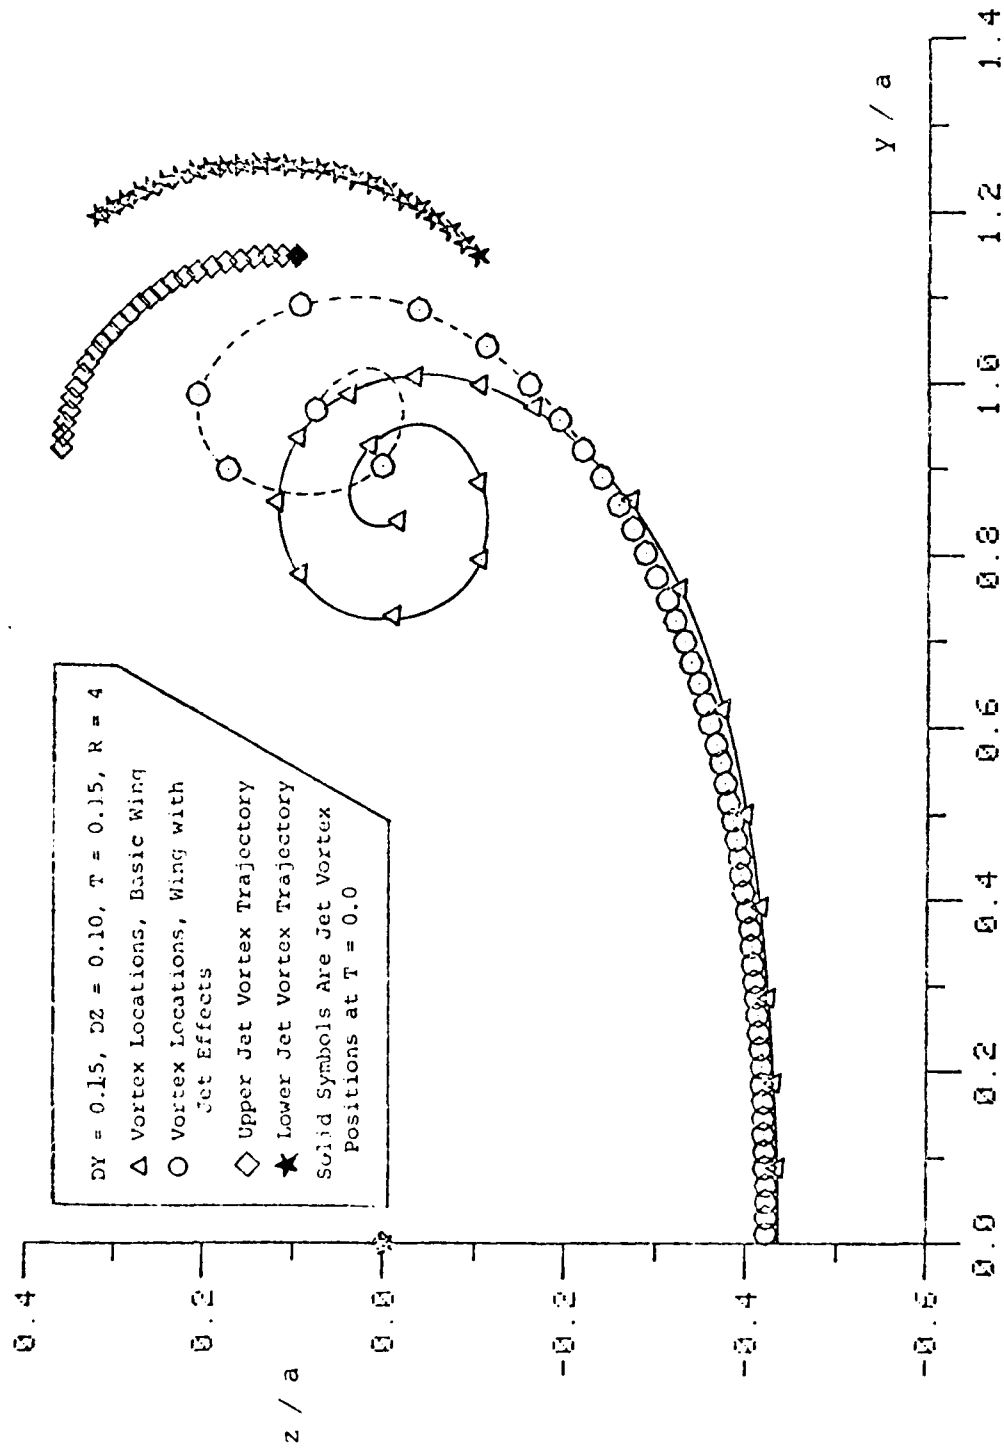 DY = 0.15, DZ = 0.10, T = 0.15, R = 4
Vortex Locations, Basic Wing
Vortex Locations, Wing with
Jet Effects
Upper Jet Vortex Trajectory
Lower Jet Vortex Trajectory
Solid Symbols Are Jet Vortex
Positions at T = 0.0
z / a
0.4
0.2
0.0
-0.2
-0.4
-0.6
0.0
0.2
0.4
0.6
0.8
1.0
1.2
1.4
Y / a